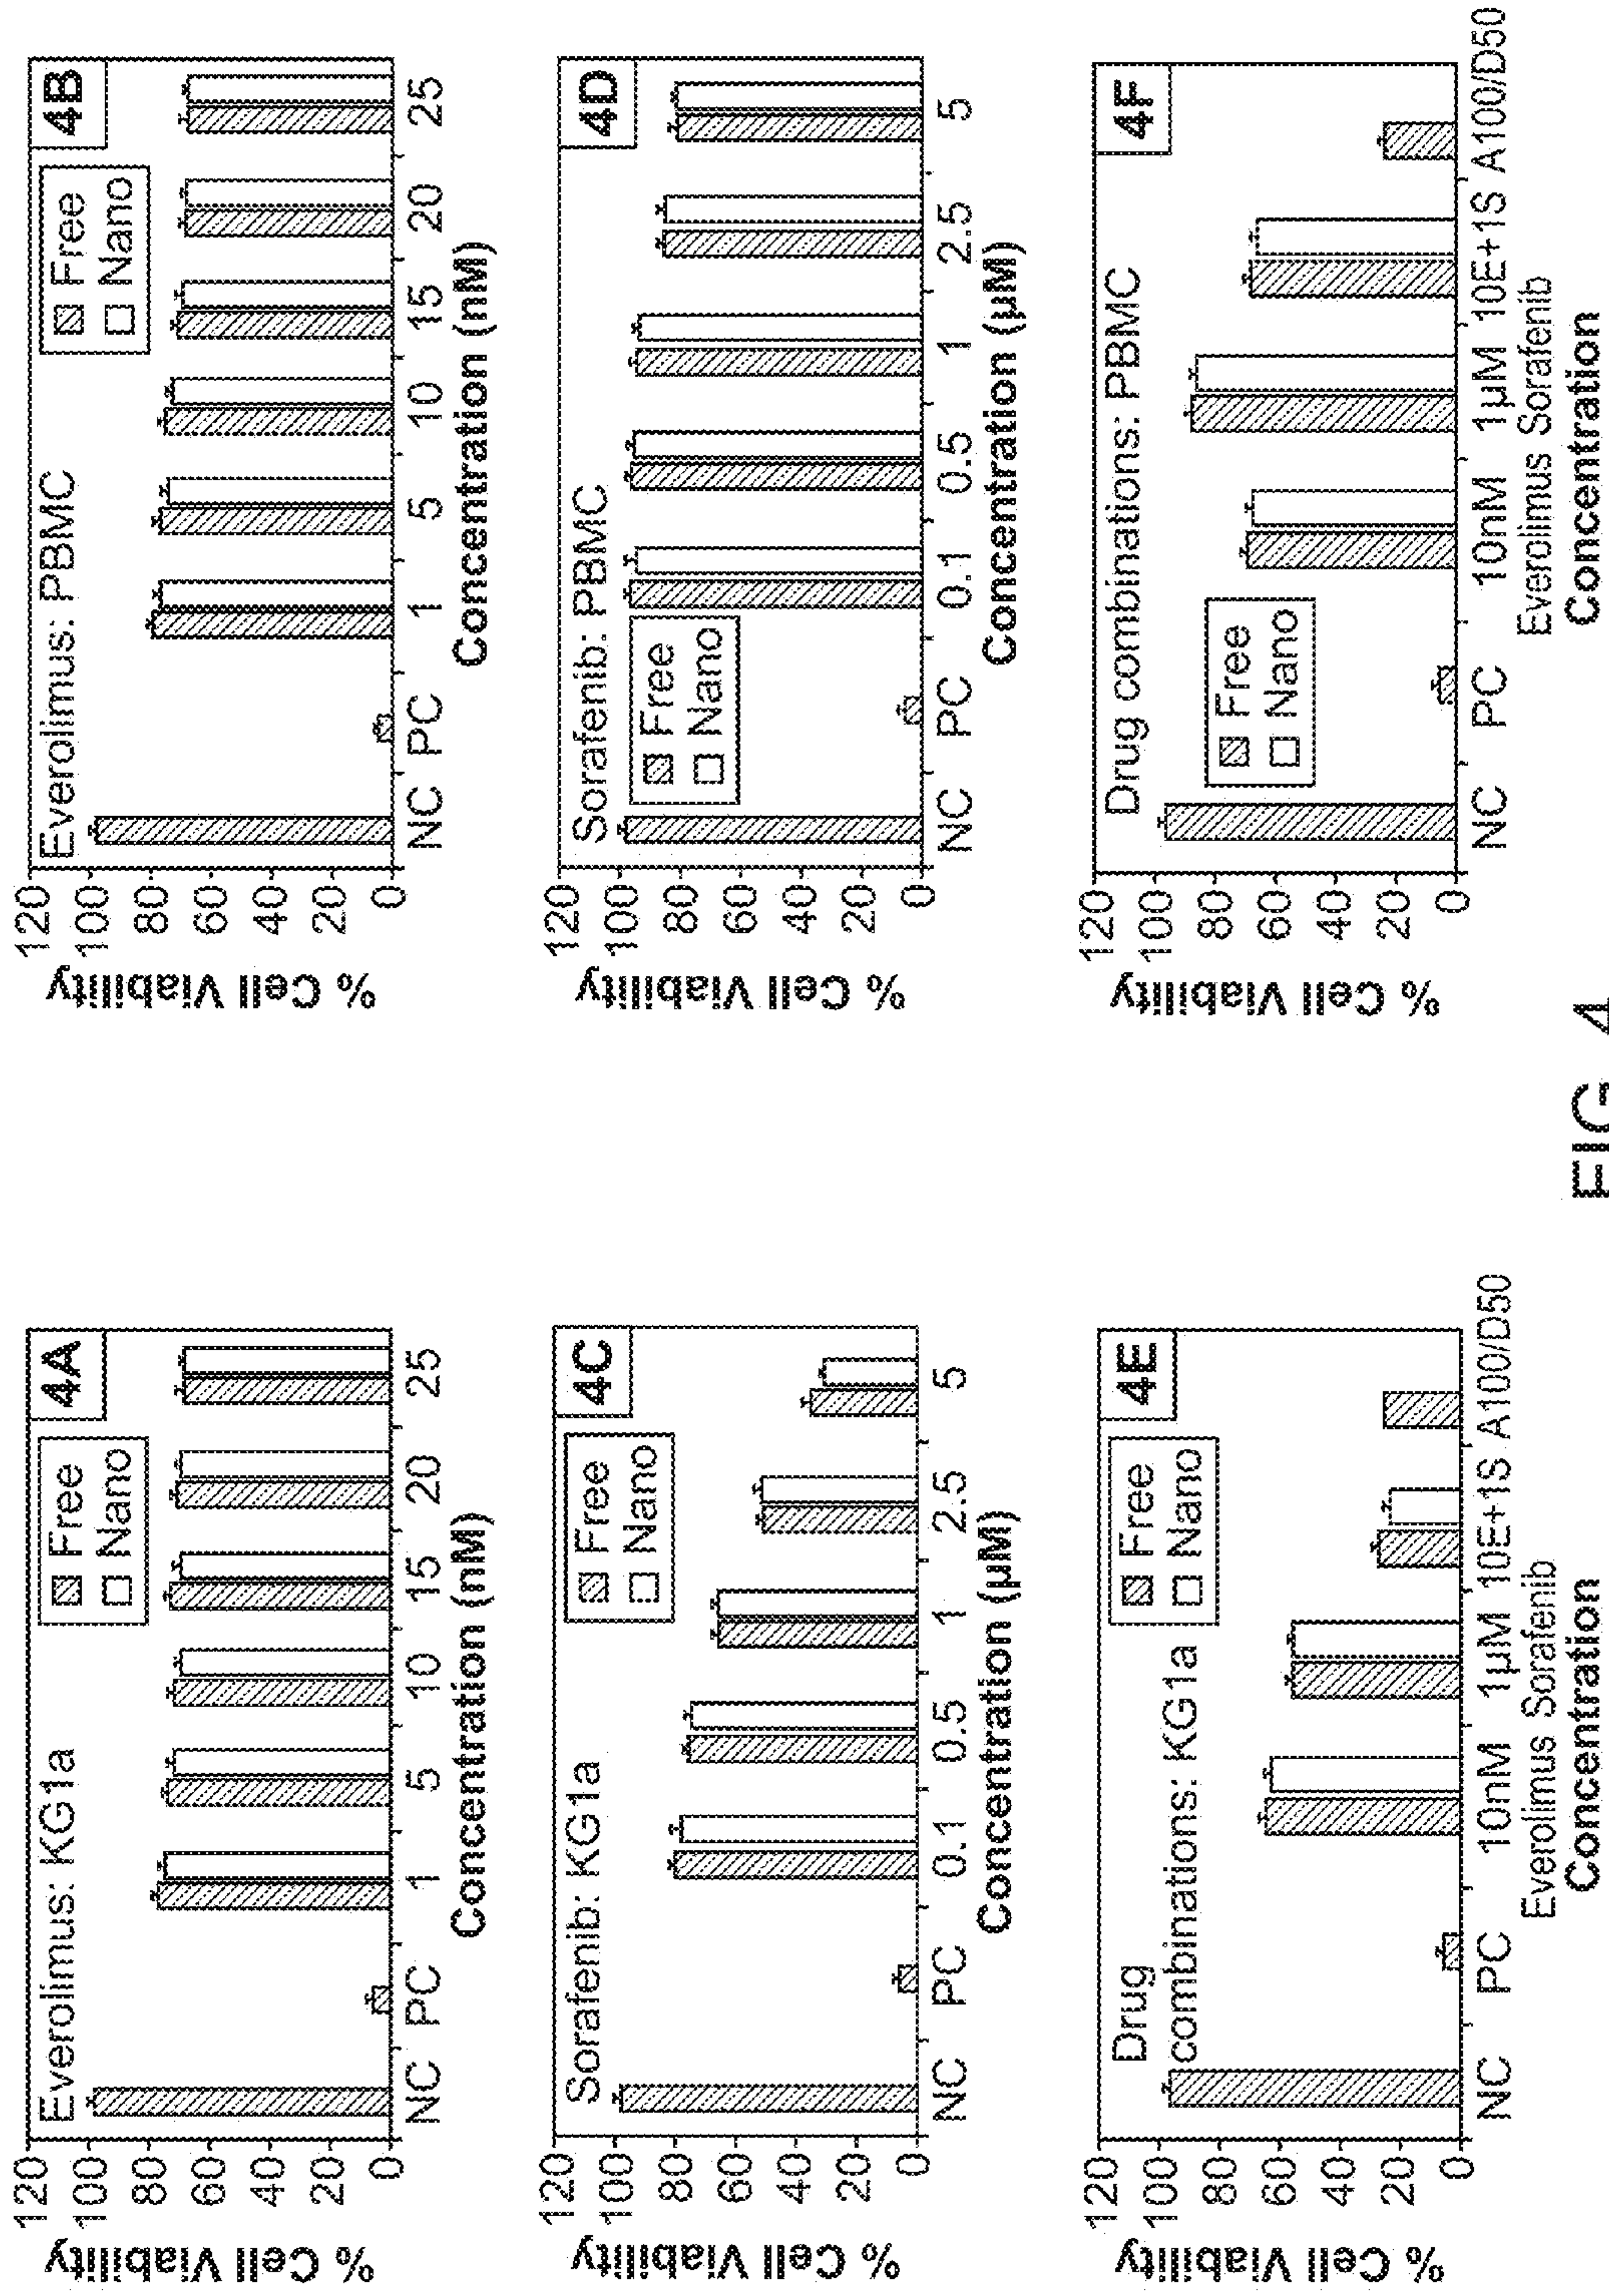 Everolimus: KG1a
4A
Free
Nano
% Cell Viability
120
100
80
60
40
20
0
NC PC 1 5 10 15 20 25
Concentration (nM)
Everolimus: PBMC
4B
Free
Nano
% Cell Viability
120
100
80
60
40
20
0
NC PC 1 5 10 15 20 25
Concentration (nM)
Sorafenib: KG1a
4C
Free
Nano
% Cell Viability
120
100
80
60
40
20
0
NC PC 0.1 0.5 1 2.5 5
Concentration (µM)
Sorafenib: PBMC
4D
Free
Nano
% Cell Viability
120
100
80
60
40
20
0
NC PC 0.1 0.5 1 2.5 5
Concentration (µM)
Drug
combinations: KG1a
4E
Free
Nano
% Cell Viability
120
100
80
60
40
20
0
NC PC 10nM 1µM 10E+1S A100/D50
Everolimus Sorafenib
Concentration
Drug combinations: PBMC
4F
Free
Nano
% Cell Viability
120
100
80
60
40
20
0
NC PC 10nM 1µM 10E+1S A100/D50
Everolimus Sorafenib
Concentration
FIG. 4